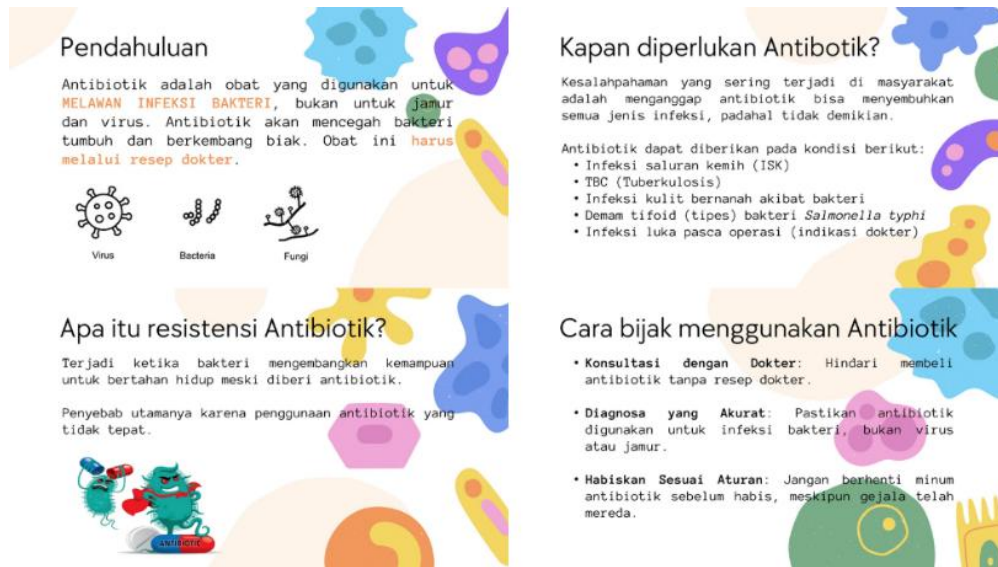 Pendahuluan
Antibiotik adalah obat yang digunakan untuk
MELAWAN INFEKSI BAKTERI, bukan untuk jamur
dan virus. Antibiotik akan mencegah bakteri
tumbuh dan berkembang biak. Obat ini harus
melalui resep dokter.
Virus
Bacteria
Fungi
Kapan diperlukan Antibotik?
Kesalahpahaman yang sering terjadi di masyarakat
adalah menganggap antibiotik bisa menyembuhkan
semua jenis infeksi, padahal tidak demikian.
Antibiotik dapat diberikan pada kondisi berikut:
• Infeksi saluran kemih (ISK)
• TBC (Tuberkulosis)
• Infeksi kulit bernanah akibat bakteri
• Demam tifoid (tipes) bakteri Salmonella typhi
• Infeksi luka pasca operasi (indikasi dokter)
Apa itu resistensi Antibiotik?
Terjadi ketika bakteri mengembangkan kemampuan
untuk bertahan hidup meski diberi antibiotik.
Penyebab utamanya karena penggunaan antibiotik yang
tidak tepat.
ANTIBIOTIC
Cara bijak menggunakan Antibiotik
• Konsultasi dengan Dokter: Hindari membeli
antibiotik tanpa resep dokter.
• Diagnosa yang Akurat: Pastikan antibiotik
digunakan untuk infeksi bakteri, bukan virus
atau jamur.
• Habiskan Sesuai Aturan: Jangan berhenti minum
antibiotik sebelum habis, meskipun gejala telah
mereda.